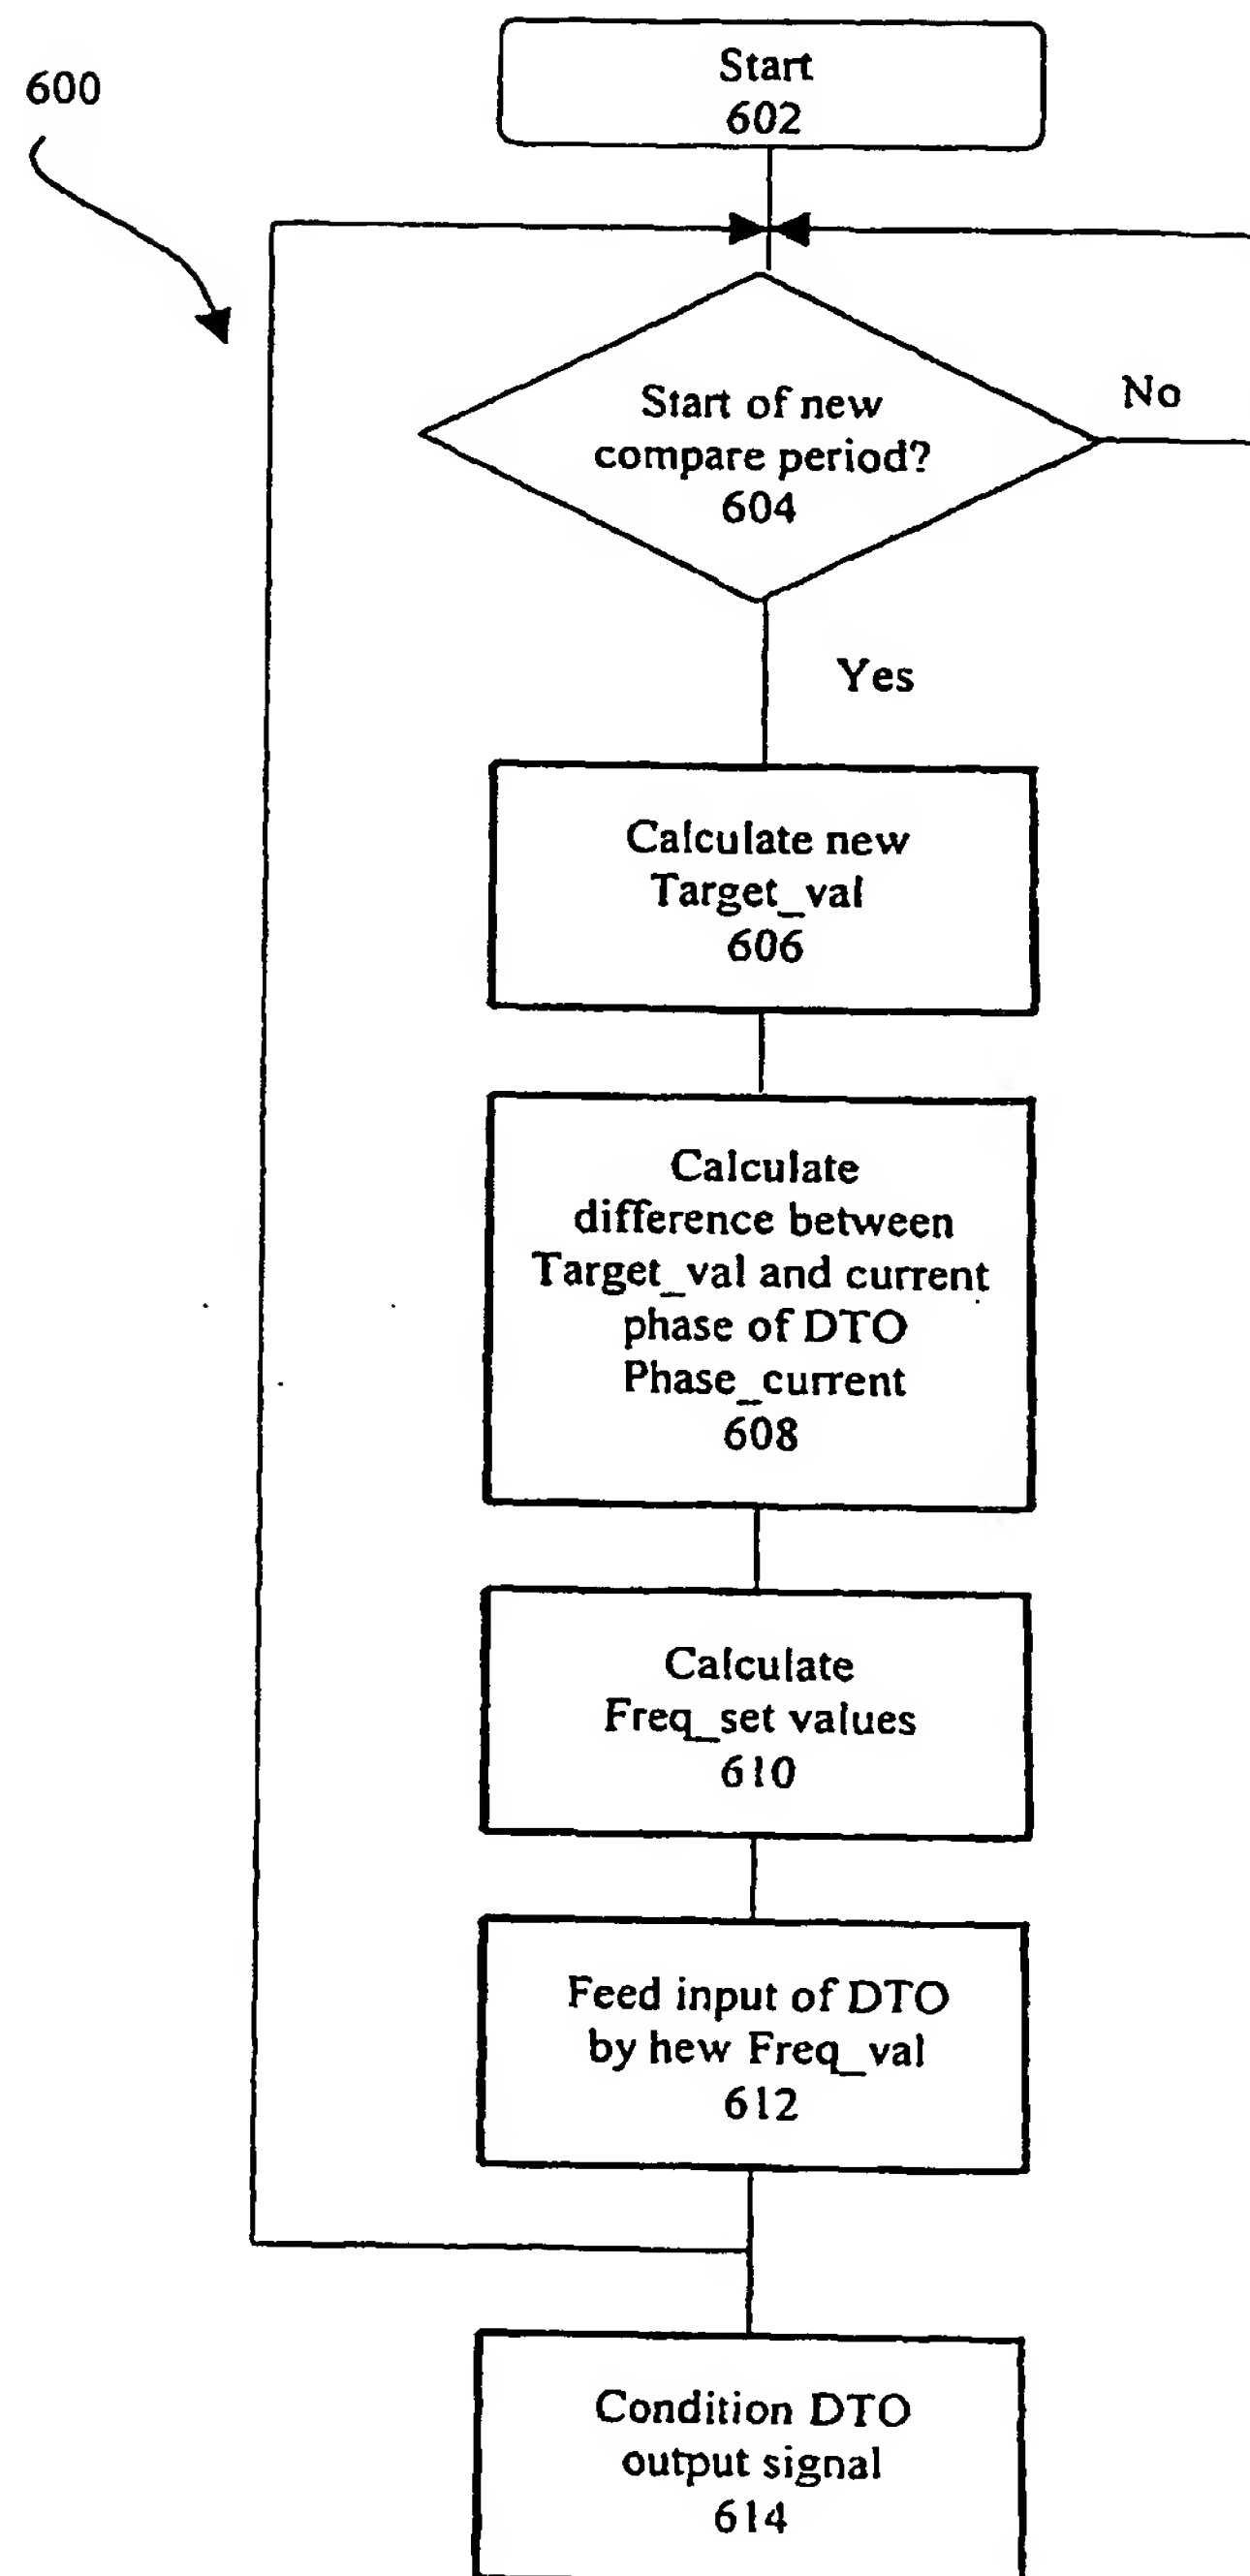 600
Start
602
Start of new
compare period?
604
No
Yes
Calculate new
Target_val
606
Calculate
difference between
Target_val and current
phase of DTO
Phase_current
608
Calculate
Freq_set values
610
Feed input of DTO
by hew Freq_val
612
Condition DTO
output signal
614